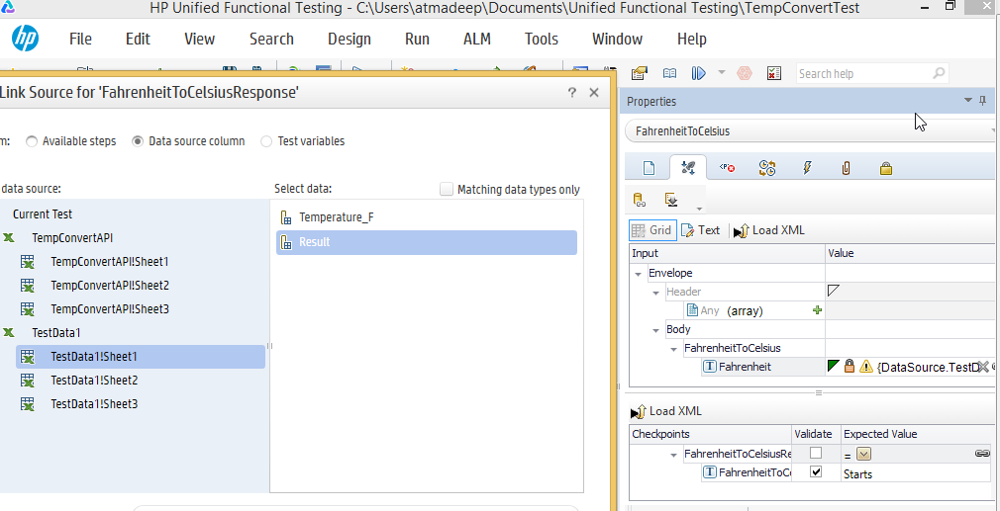 HP Unified Functional Testing - C:\Users\atmadeep\Documents\Unified Functional Testing\TempConvertTest
hp File Edit View Search Design Run ALM Tools Window Help
Search help
Link Source for 'FahrenheitToCelsiusResponse' ?
m: Available steps Data source column Test variables
data source:
Current Test
TempConvertAPI
TempConvertAPI!Sheet1
TempConvertAPI!Sheet2
TempConvertAPI!Sheet3
TestData1
TestData1!Sheet1
TestData1!Sheet2
TestData1!Sheet3
Select data: Matching data types only
Temperature_F
Result
Properties
FahrenheitToCelsius
Grid Text Load XML
Input Value
Envelope
Header
Any (array)
Body
FahrenheitToCelsius
T Fahrenheit {DataSource.TestD
Load XML
Checkpoints Validate Expected Value
FahrenheitToCelsiusRe =
T FahrenheitToCe Starts